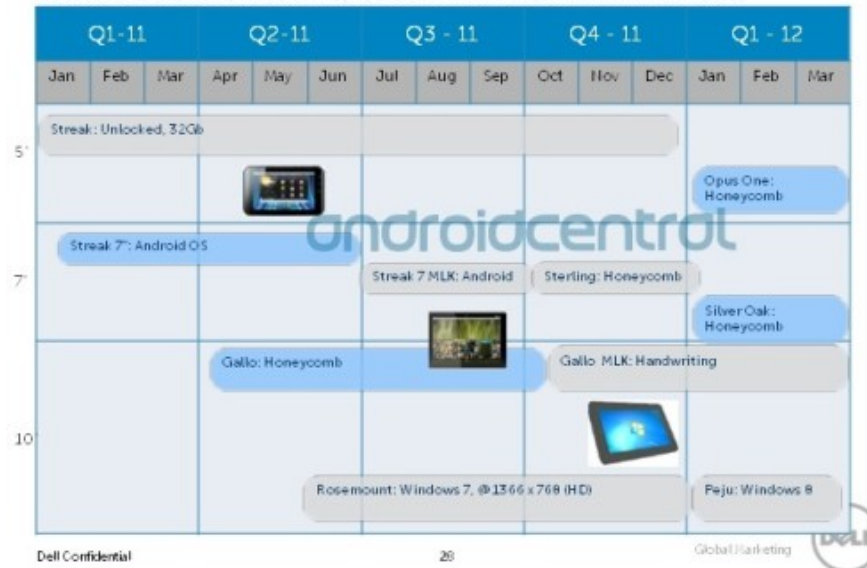 Q1-11 Q2-11 Q3 - 11 Q4 - 11 Q1 - 12
Jan Feb Mar Apr May Jun Jul Aug Sep Oct Nov Dec Jan Feb Mar
Streak: Unlocked, 32Gb
5"
Opus One:
Honeycomb
androidcentral
Streak 7": Android OS
7"
Streak 7 MLK: Android
Sterling: Honeycomb
Silver Oak:
Honeycomb
Gallo: Honeycomb
Gallo MLK: Handwriting
10"
Rosemount: Windows 7, @1366 x 768 (HD)
Peju: Windows 8
Dell Confidential
28
Global Marketing
DELL